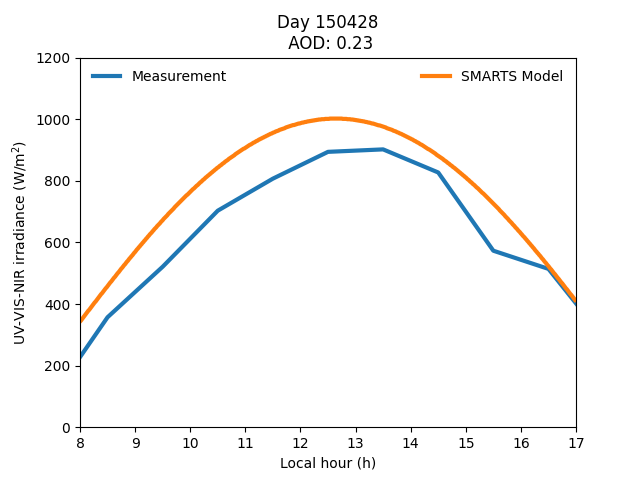 Day 150428
AOD: 0.23
Measurement
SMARTS Model
UV-VIS-NIR irradiance (W/m²)
1200
1000
800
600
400
200
0
8 9 10 11 12 13 14 15 16 17
Local hour (h)